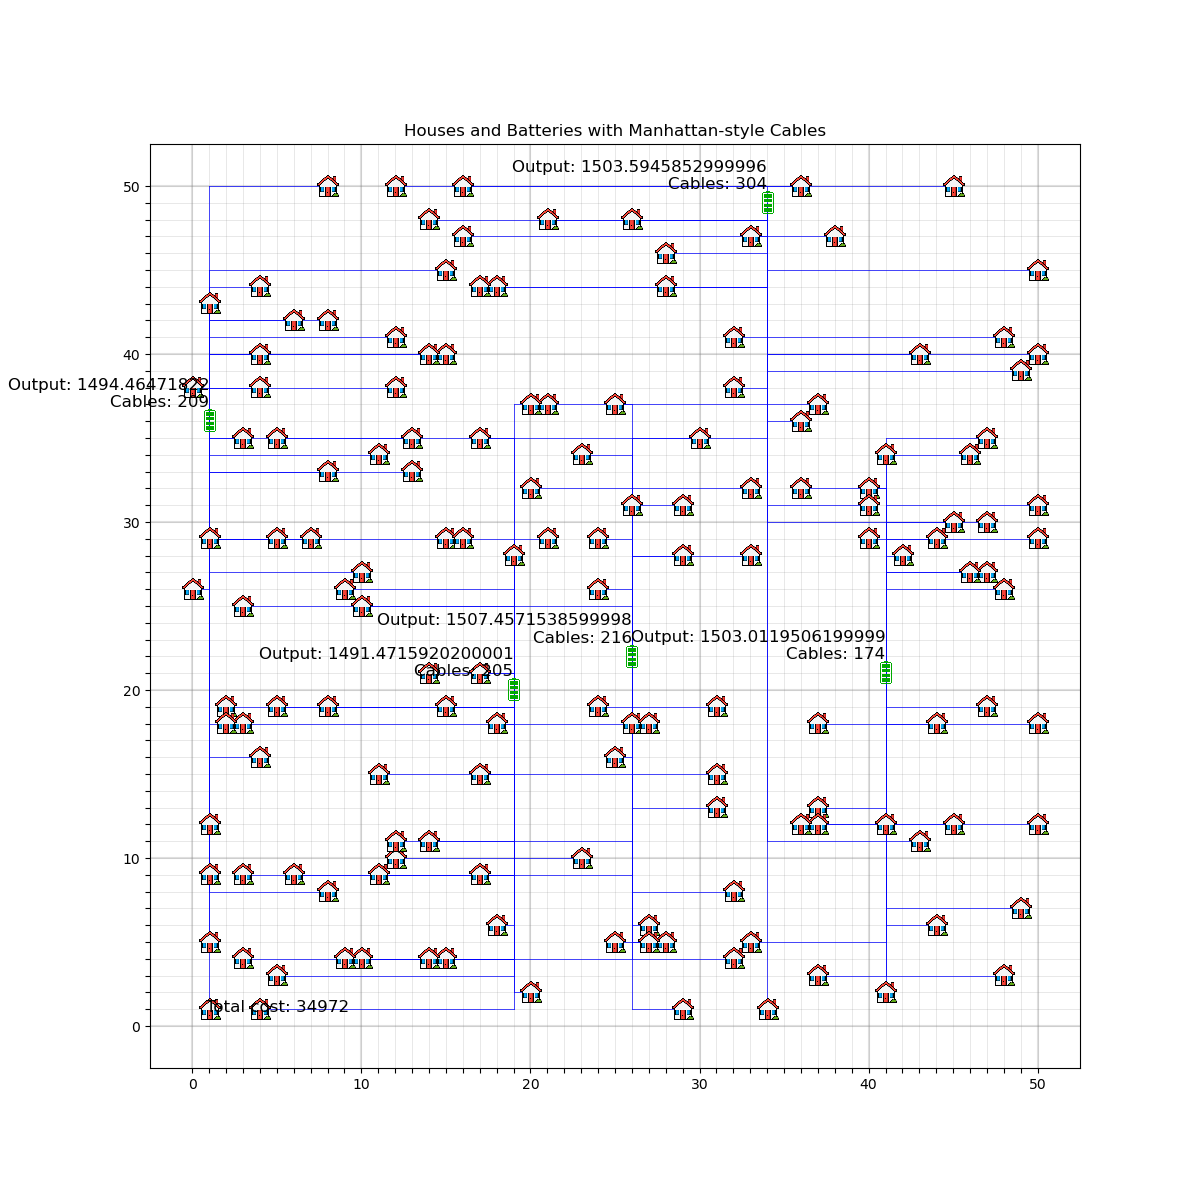 Houses and Batteries with Manhattan-style Cables
Output: 1503.5945852999996
Cables: 304
50
40
Output: 1494.46471822
Cables: 209
30
Output: 1507.4571538599998
Cables: 216
Output: 1503.0119506199999
Cables: 174
Output: 1491.4715920200001
Cables: 205
20
10
Total cost: 34972
0
0 10 20 30 40 50